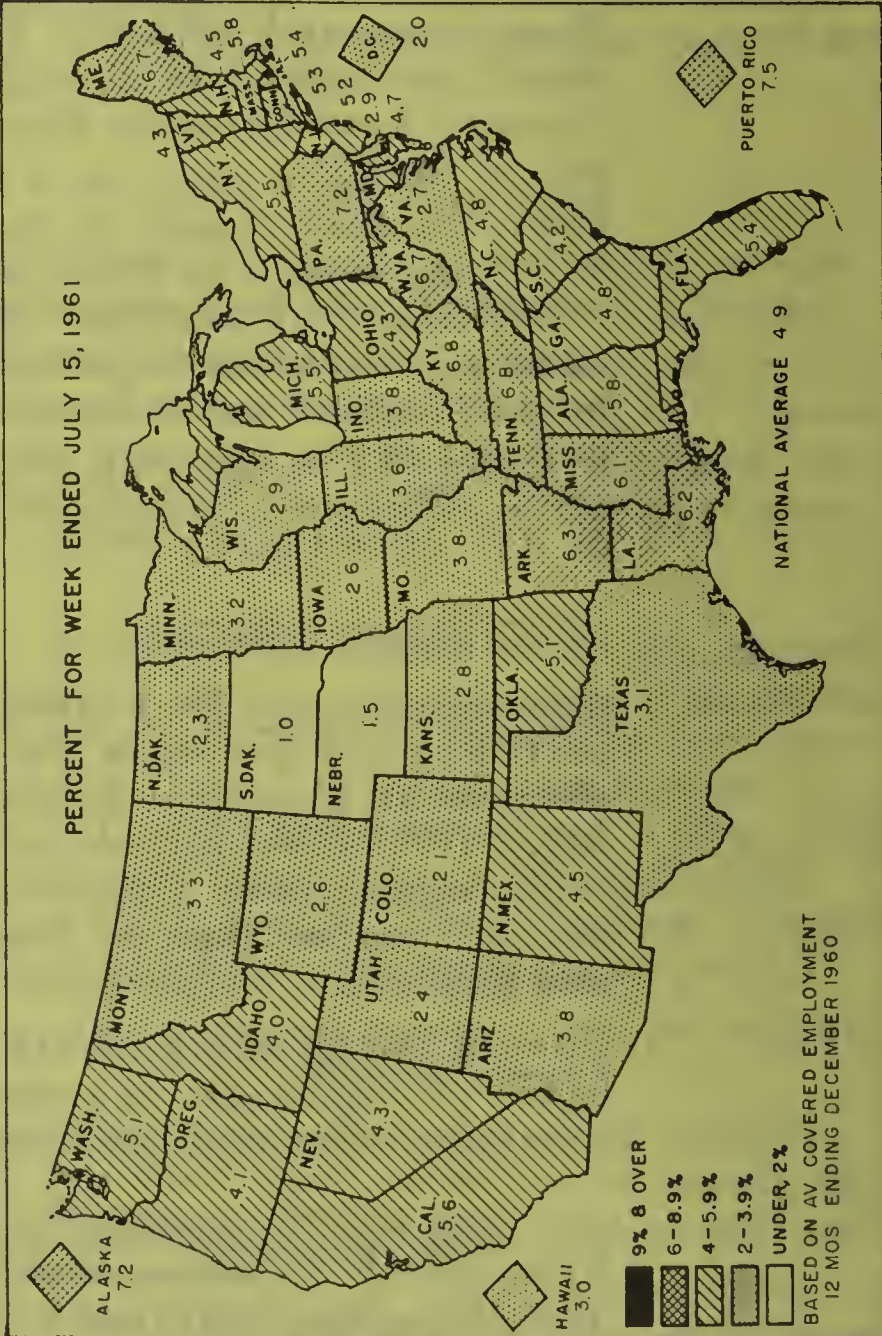 PERCENT FOR WEEK ENDED JULY 15, 1961
ALASKA
7.2
WASH.
5.1
OREG.
4.1
CAL.
5.6
NEV.
4.3
IDAHO
4.0
MONT.
3.3
WYO.
2.6
UTAH
2.4
COLO.
2.1
ARIZ.
3.8
N.MEX.
4.5
N.DAK.
2.3
S.DAK.
1.0
NEBR.
1.5
KANS.
2.8
OKLA.
5.1
TEXAS
3.1
MINN.
3.2
IOWA
2.6
MO.
3.8
ARK.
6.3
LA.
6.2
WIS.
2.9
ILL.
3.6
MICH.
5.5
IND
3.8
OHIO
4.3
KY
6.8
TENN.
6.8
MISS.
6.1
ALA.
5.8
GA.
4.8
FLA.
5.4
S.C.
4.2
N.C.
4.8
VA.
2.7
W.VA.
6.7
PA.
7.2
N.Y.
5.5
VT.
4.3
N.H.
4.5
ME.
6.7
MASS.
5.8
CONN.
5.4
5.3
N.J.
5.2
2.9
MD.
4.7
D.C.
2.0
PUERTO RICO
7.5
HAWAII
3.0
NATIONAL AVERAGE 4 9
9% & OVER
6-8.9%
4-5.9%
2-3.9%
UNDER, 2%
BASED ON AV COVERED EMPLOYMENT
12 MOS ENDING DECEMBER 1960